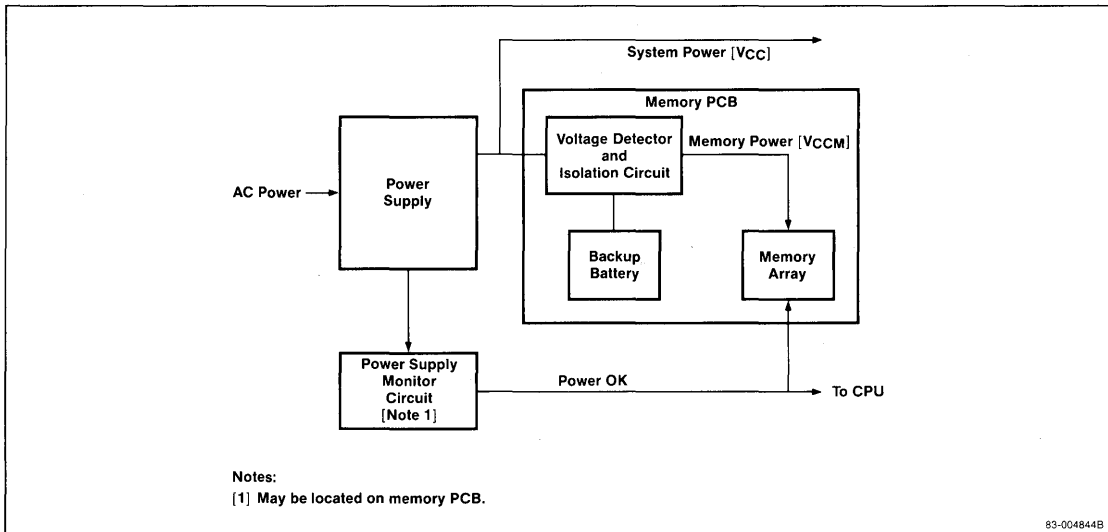 System Power [VCC]
Memory PCB
Voltage Detector
and
Isolation Circuit
Memory Power [VCCM]
AC Power
Power
Supply
Backup
Battery
Memory
Array
Power Supply
Monitor
Circuit
[Note 1]
Power OK
To CPU
Notes:
[1] May be located on memory PCB.
83-004844B